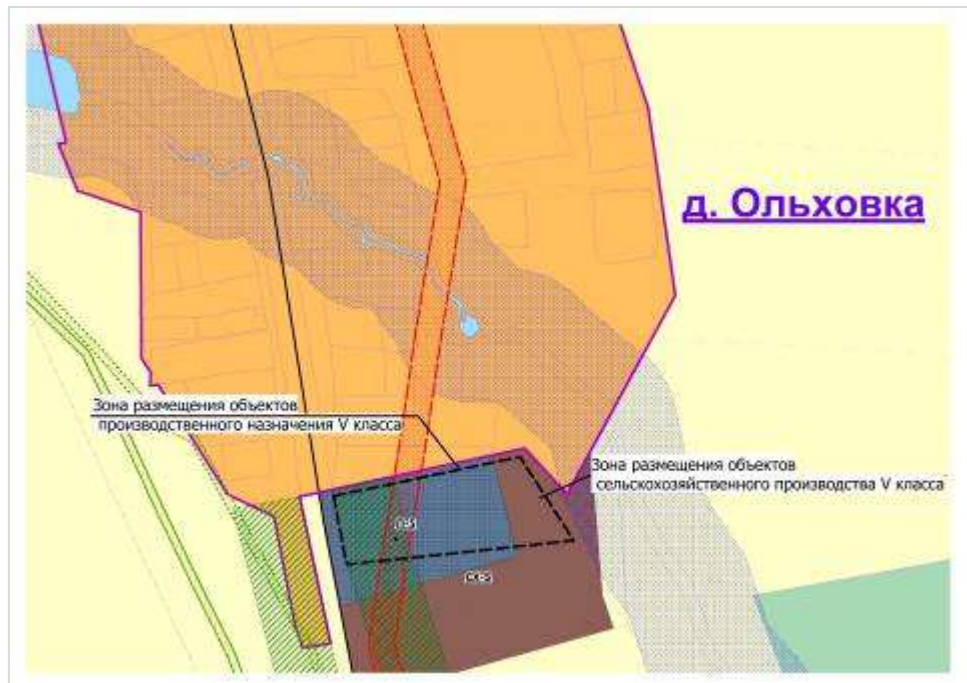 д. Ольховка
Зона размещения объектов
производственного назначения V класса
Зона размещения объектов
сельскохозяйственного производства V класса